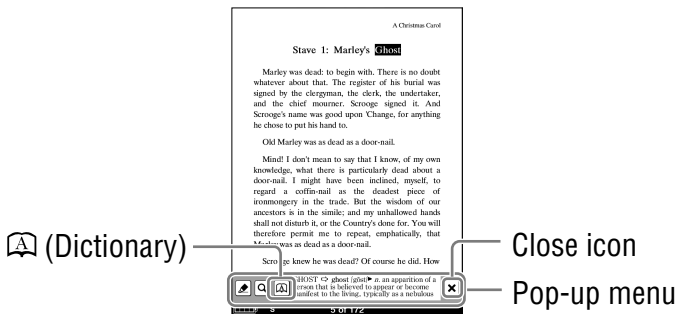 A Christmas Carol
Stave 1: Marley's Ghost
Marley was dead: to begin with. There is no doubt
whatever about that. The register of his burial was
signed by the clergyman, the clerk, the undertaker,
and the chief mourner. Scrooge signed it. And
Scrooge's name was good upon 'Change, for anything
he chose to put his hand to.
Old Marley was as dead as a door-nail.
Mind! I don't mean to say that I know, of my own
knowledge, what there is particularly dead about a
door-nail. I might have been inclined, myself, to
regard a coffin-nail as the deadest piece of
ironmongery in the trade. But the wisdom of our
ancestors is in the simile; and my unhallowed hands
shall not disturb it, or the Country's done for. You will
therefore permit me to repeat, emphatically, that
Marley was as dead as a door-nail.
Scrooge knew he was dead? Of course he did. How
GHOST ➪ ghost |gōst|▶ n. an apparition of a
person that is believed to appear or become
manifest to the living, typically as a nebulous
S 5 of 172
A (Dictionary)
Close icon
Pop-up menu